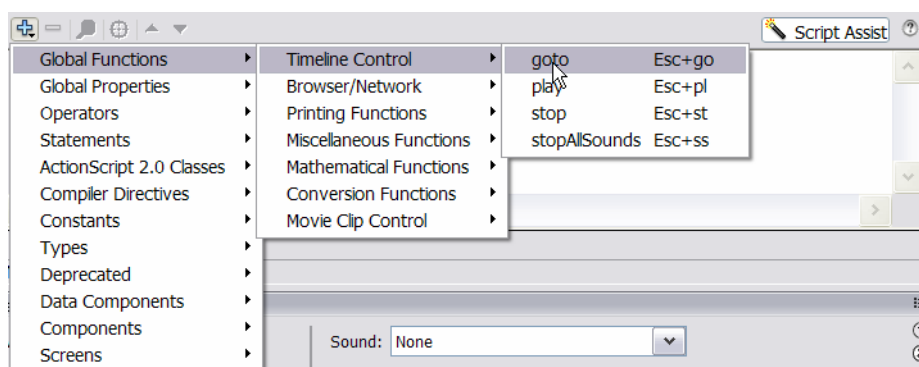 Script Assist ?
Global Functions
Global Properties
Operators
Statements
ActionScript 2.0 Classes
Compiler Directives
Constants
Types
Deprecated
Data Components
Components
Screens
Timeline Control
Browser/Network
Printing Functions
Miscellaneous Functions
Mathematical Functions
Conversion Functions
Movie Clip Control
goto Esc+go
play Esc+pl
stop Esc+st
stopAllSounds Esc+ss
Sound: None